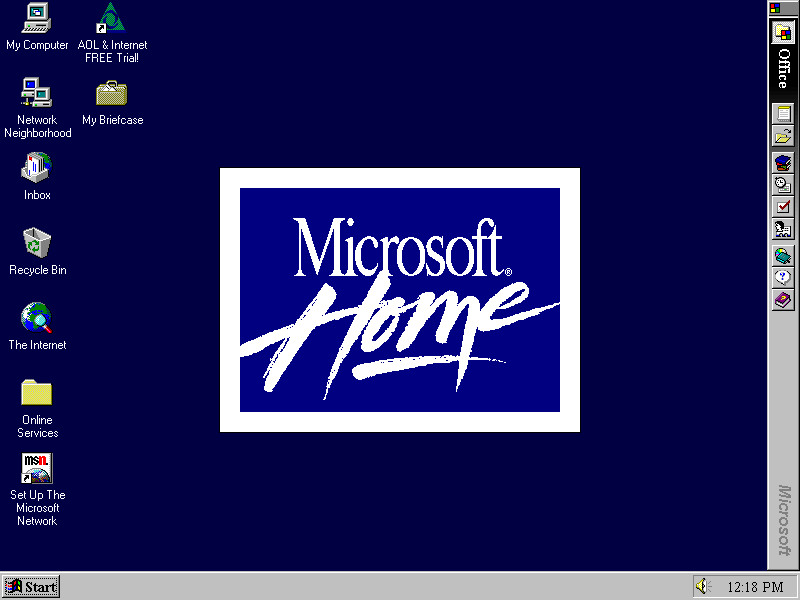 My Computer
AOL & Internet
FREE Trial!
Network
Neighborhood
My Briefcase
Inbox
Recycle Bin
The Internet
Online
Services
msn.
Set Up The
Microsoft
Network
Microsoft®
Home
Office
Microsoft
Start
12:18 PM